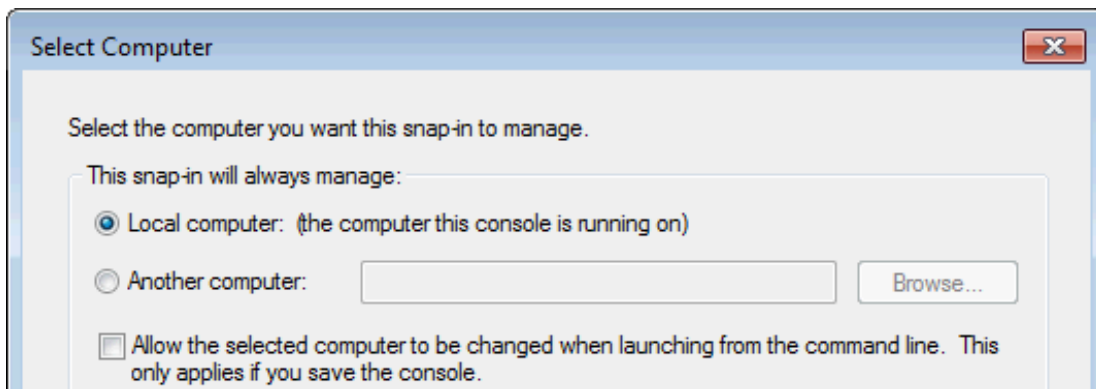 Select Computer
Select the computer you want this snap-in to manage.
This snap-in will always manage:
Local computer:  (the computer this console is running on)
Another computer:
Browse...
Allow the selected computer to be changed when launching from the command line.  This
only applies if you save the console.